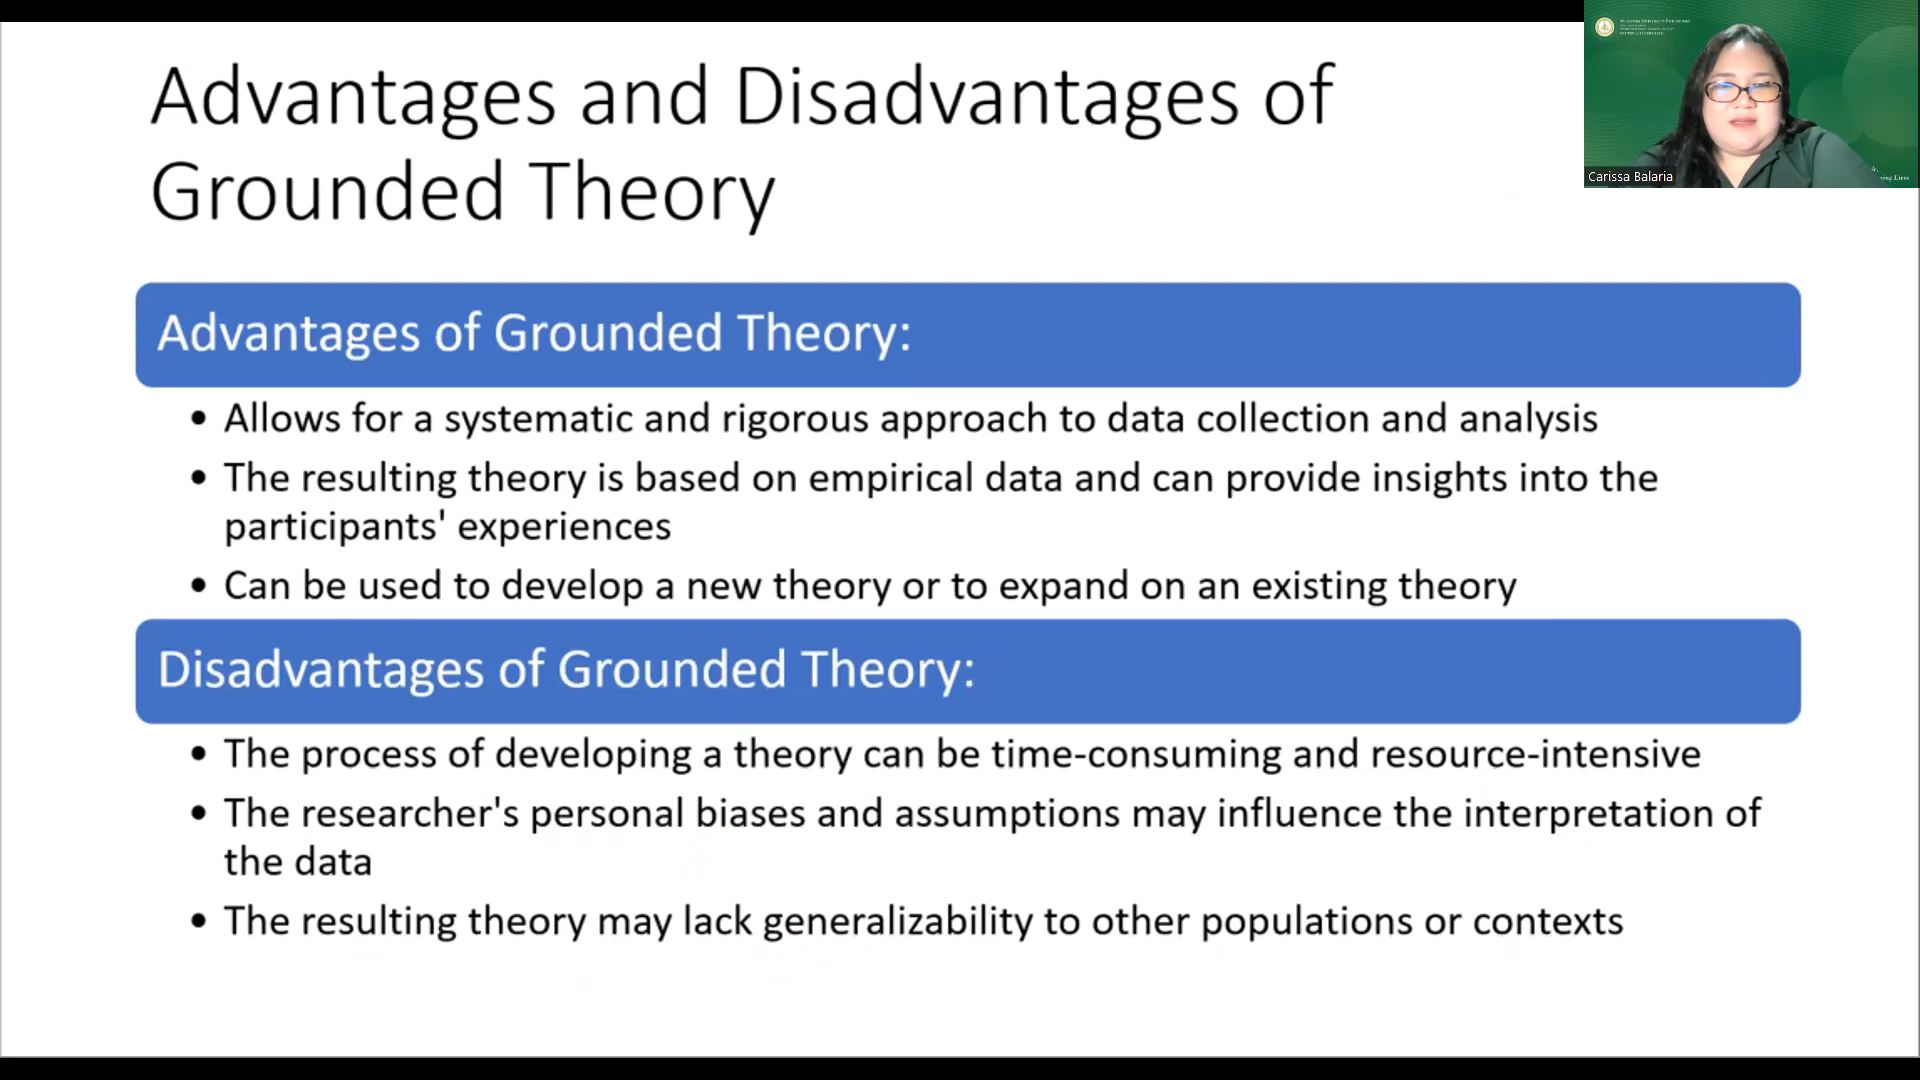 Advantages and Disadvantages of
Grounded Theory
Carissa Balaria
Advantages of Grounded Theory:
• Allows for a systematic and rigorous approach to data collection and analysis
• The resulting theory is based on empirical data and can provide insights into the
participants' experiences
• Can be used to develop a new theory or to expand on an existing theory
Disadvantages of Grounded Theory:
• The process of developing a theory can be time-consuming and resource-intensive
• The researcher's personal biases and assumptions may influence the interpretation of
the data
• The resulting theory may lack generalizability to other populations or contexts